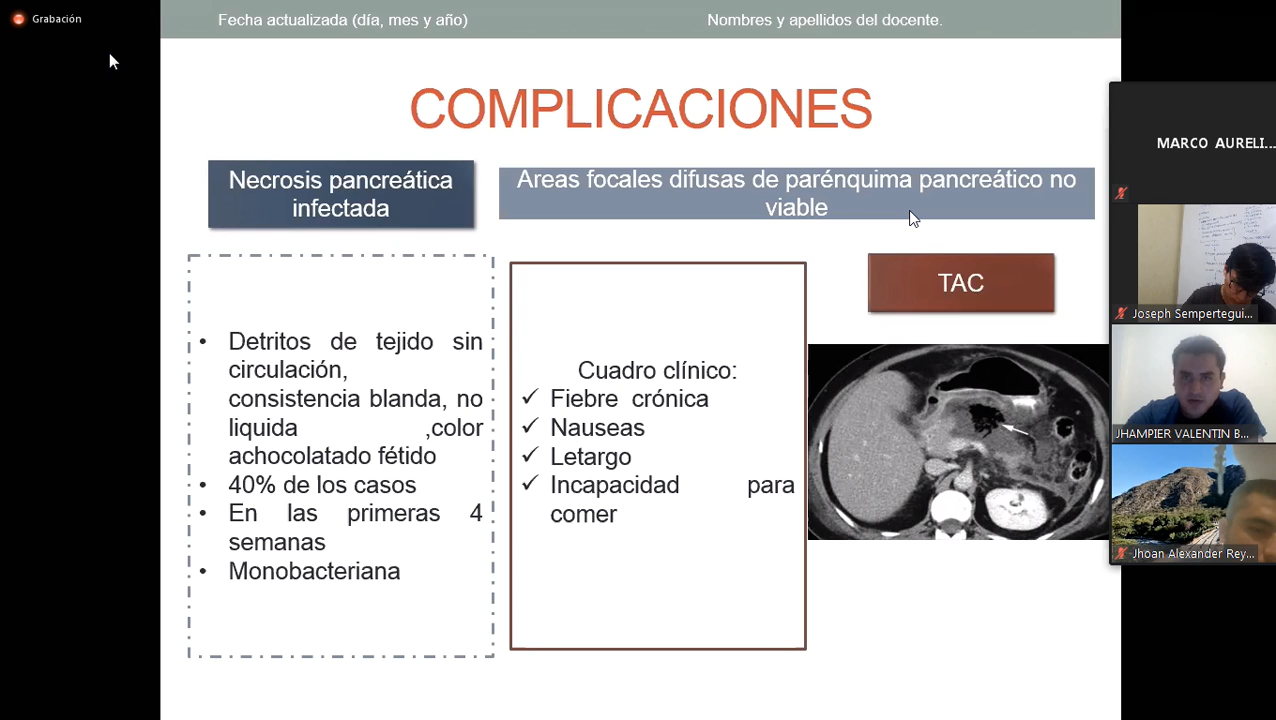 Grabación
Fecha actualizada (día, mes y año)
Nombres y apellidos del docente.
COMPLICACIONES
Necrosis pancreática
infectada
Areas focales difusas de parénquima pancreático no
viable
• Detritos de tejido sin
circulación,
consistencia blanda, no
liquida ,color
achocolatado fétido
• 40% de los casos
• En las primeras 4
semanas
• Monobacteriana
Cuadro clínico:
✓ Fiebre crónica
✓ Nauseas
✓ Letargo
✓ Incapacidad para
comer
TAC
MARCO AURELI...
Joseph Sempertegui...
JHAMPIER VALENTIN B...
Jhoan Alexander Rey...